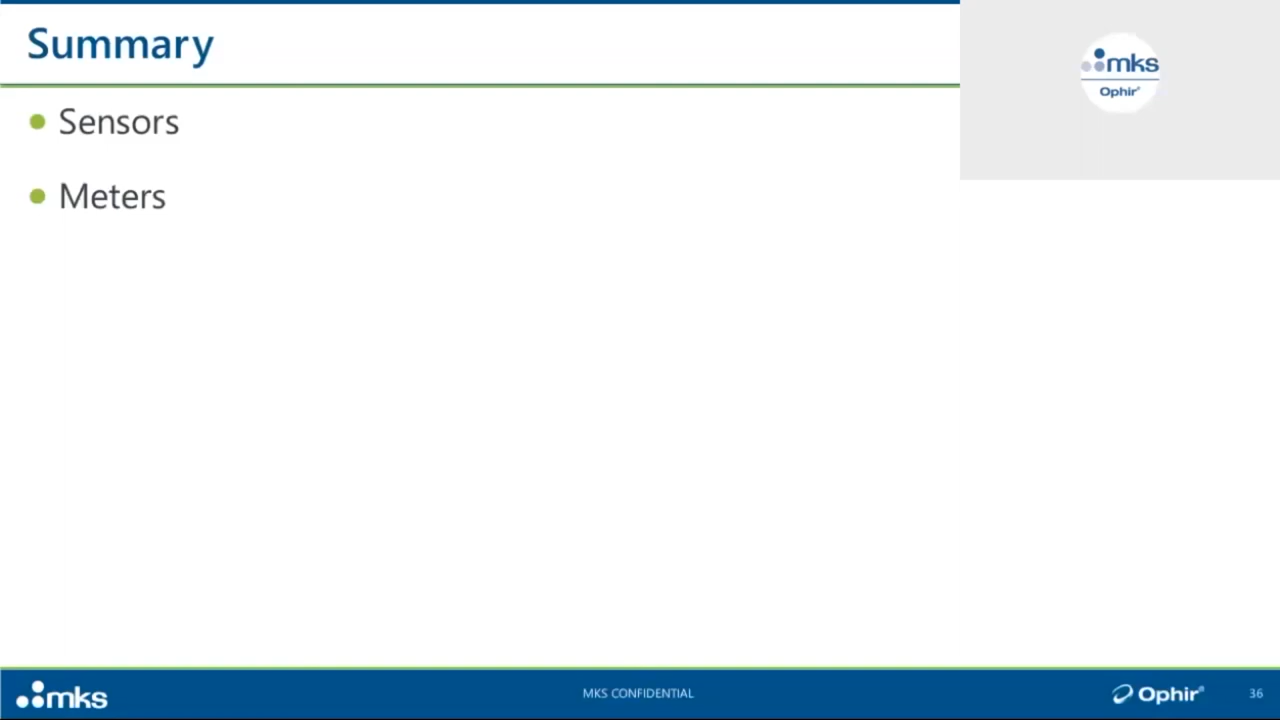 Summary
mks
Ophir®
Sensors
Meters
mks
MKS CONFIDENTIAL
Ophir®
36